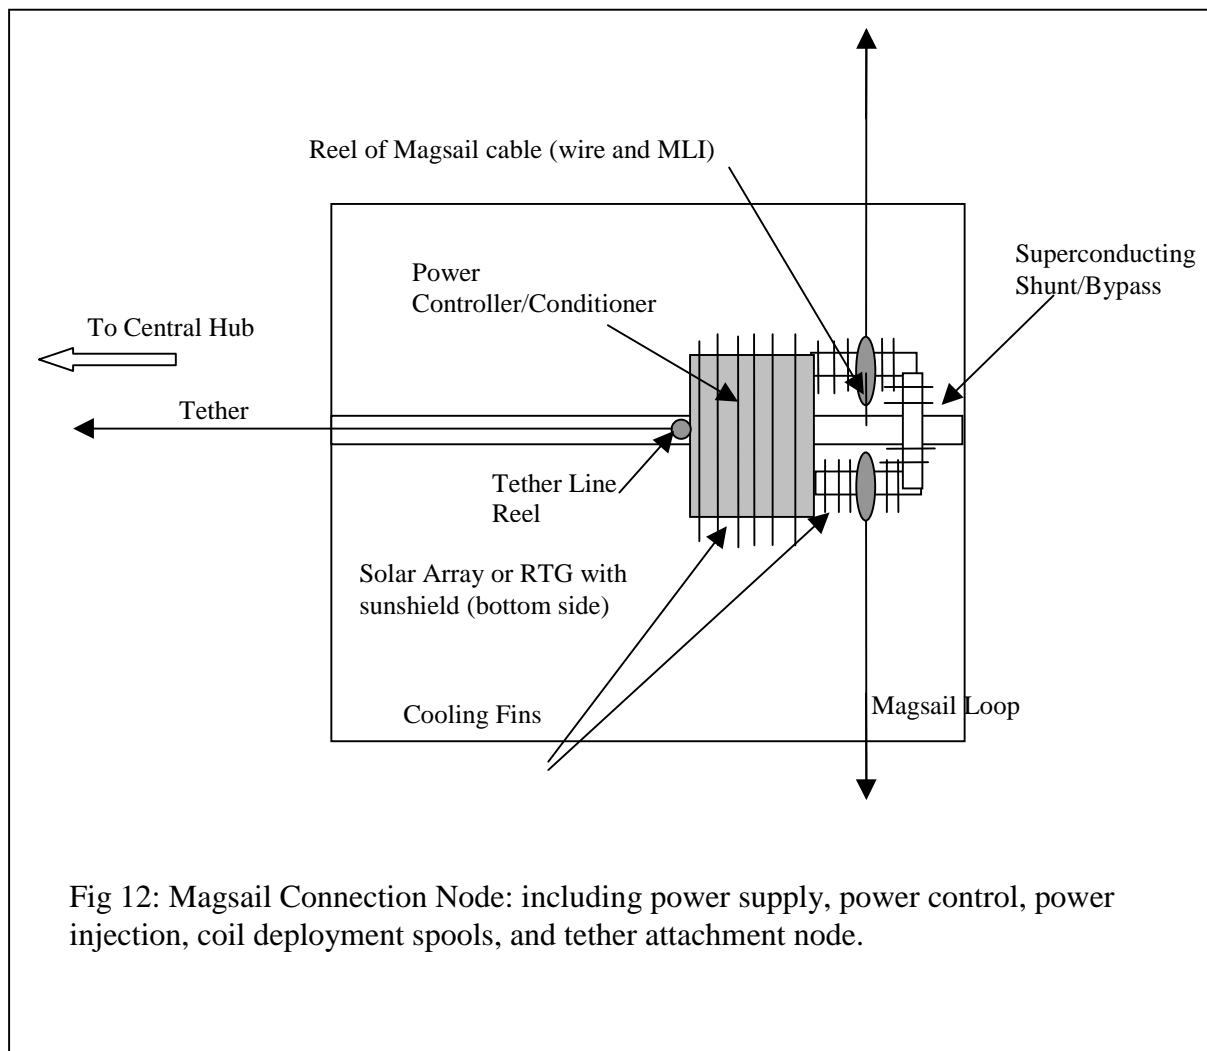 Reel of Magsail cable (wire and MLI)
Superconducting
Shunt/Bypass
Power
Controller/Conditioner
To Central Hub
Tether
Tether Line
Reel
Solar Array or RTG with
sunshield (bottom side)
Cooling Fins
Magsail Loop
Fig 12: Magsail Connection Node: including power supply, power control, power
injection, coil deployment spools, and tether attachment node.